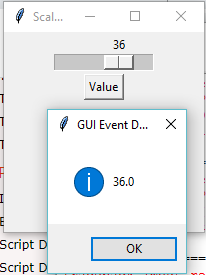 Scal...
36
Value
GUI Event D...
36.0
OK
Script D
Script D